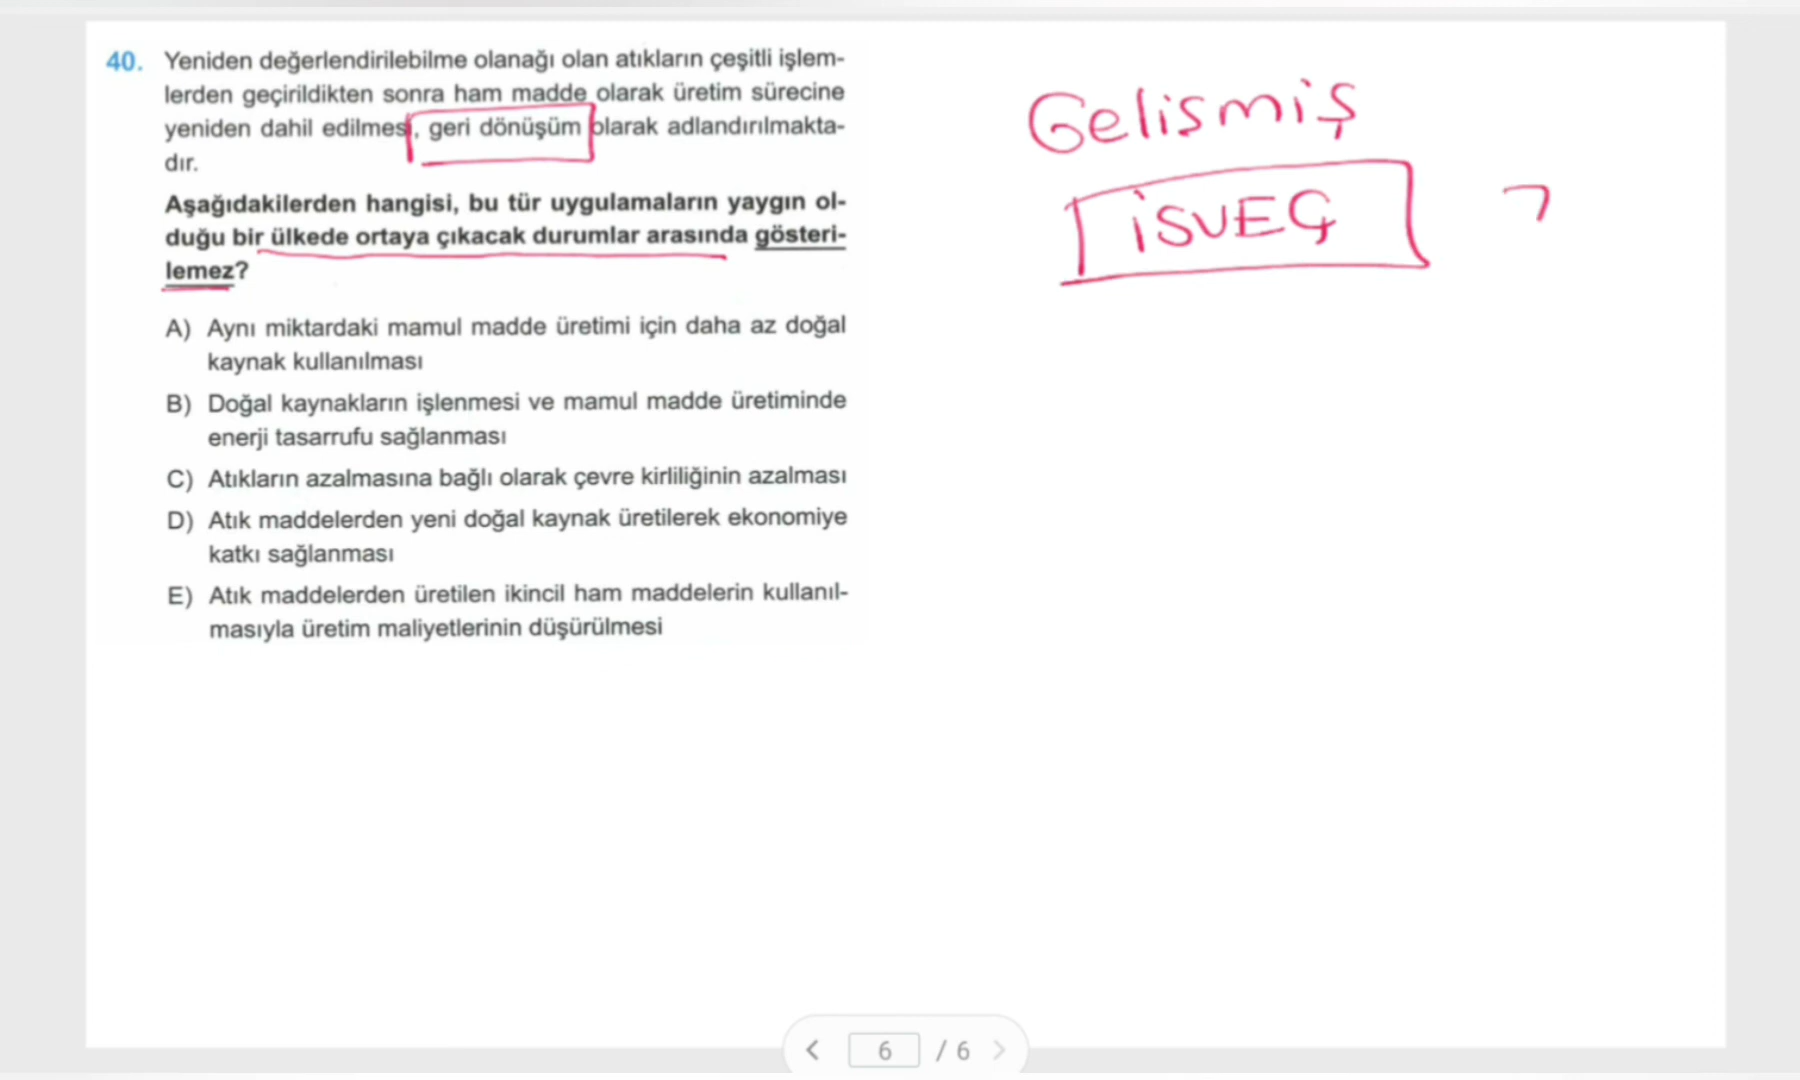 40. Yeniden değerlendirilebilme olanağı olan atıkların çeşitli işlem-
lerden geçirildikten sonra ham madde olarak üretim sürecine
yeniden dahil edilmesi, geri dönüşüm olarak adlandırılmakta-
dır.
Aşağıdakilerden hangisi, bu tür uygulamaların yaygın ol-
duğu bir ülkede ortaya çıkacak durumlar arasında gösteri-
lemez?
A) Aynı miktardaki mamul madde üretimi için daha az doğal
kaynak kullanılması
B) Doğal kaynakların işlenmesi ve mamul madde üretiminde
enerji tasarrufu sağlanması
C) Atıkların azalmasına bağlı olarak çevre kirliliğinin azalması
D) Atık maddelerden yeni doğal kaynak üretilerek ekonomiye
katkı sağlanması
E) Atık maddelerden üretilen ikincil ham maddelerin kullanıl-
masıyla üretim maliyetlerinin düşürülmesi
Gelismiş
İSVEÇ
6 / 6